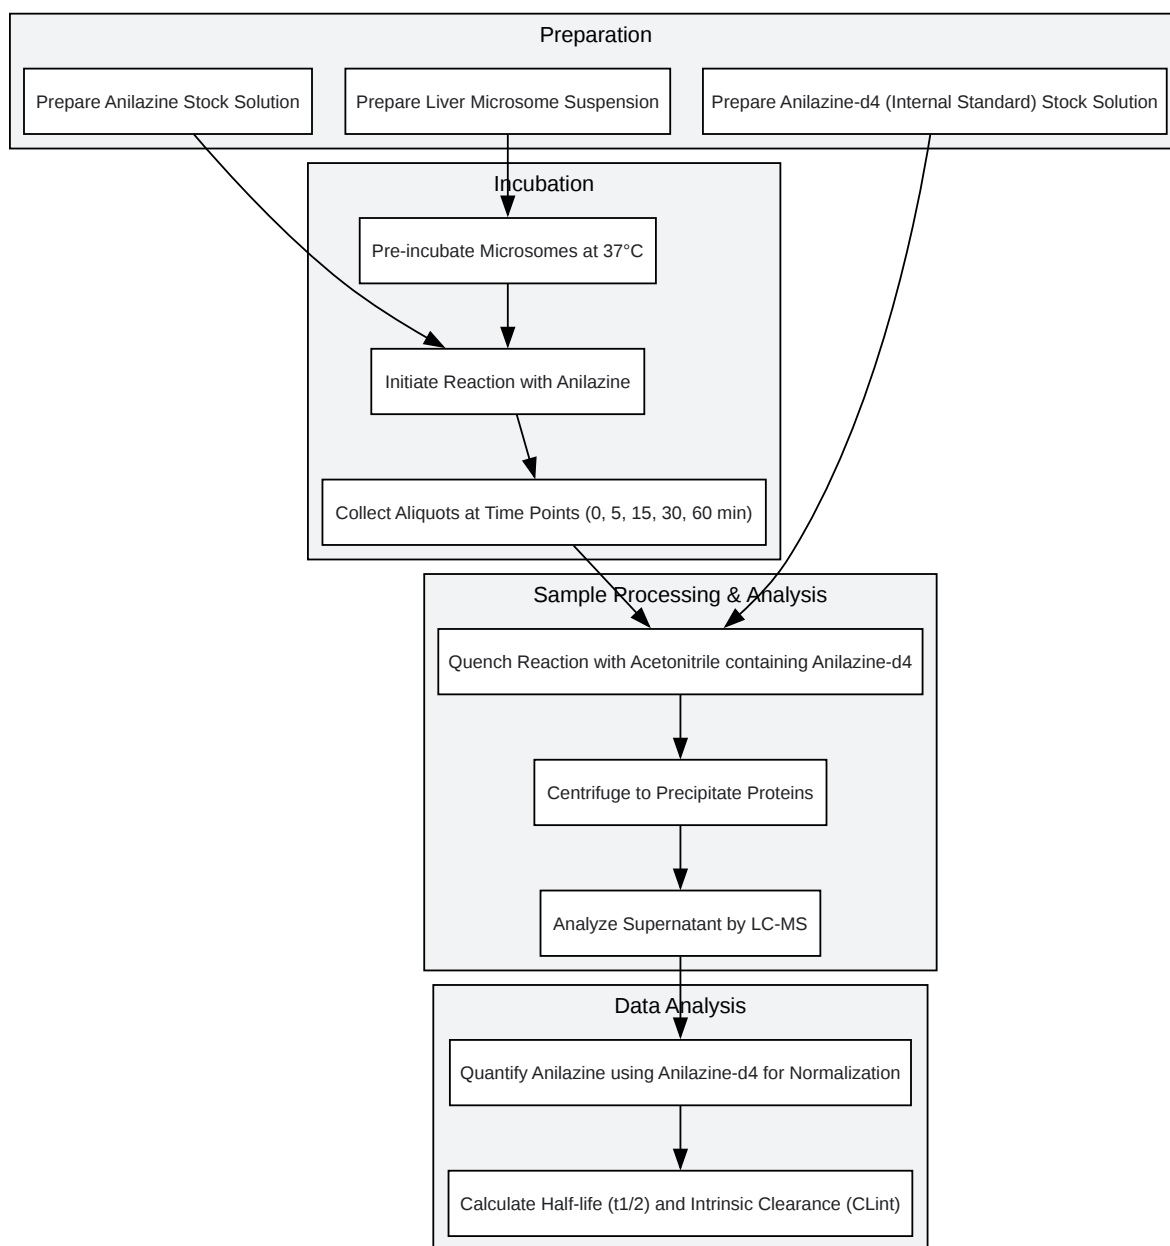 Preparation
Prepare Anilazine Stock Solution
Prepare Liver Microsome Suspension
Prepare Anilazine-d4 (Internal Standard) Stock Solution
Incubation
Pre-incubate Microsomes at 37°C
Initiate Reaction with Anilazine
Collect Aliquots at Time Points (0, 5, 15, 30, 60 min)
Sample Processing & Analysis
Quench Reaction with Acetonitrile containing Anilazine-d4
Centrifuge to Precipitate Proteins
Analyze Supernatant by LC-MS
Data Analysis
Quantify Anilazine using Anilazine-d4 for Normalization
Calculate Half-life (t1/2) and Intrinsic Clearance (CLint)